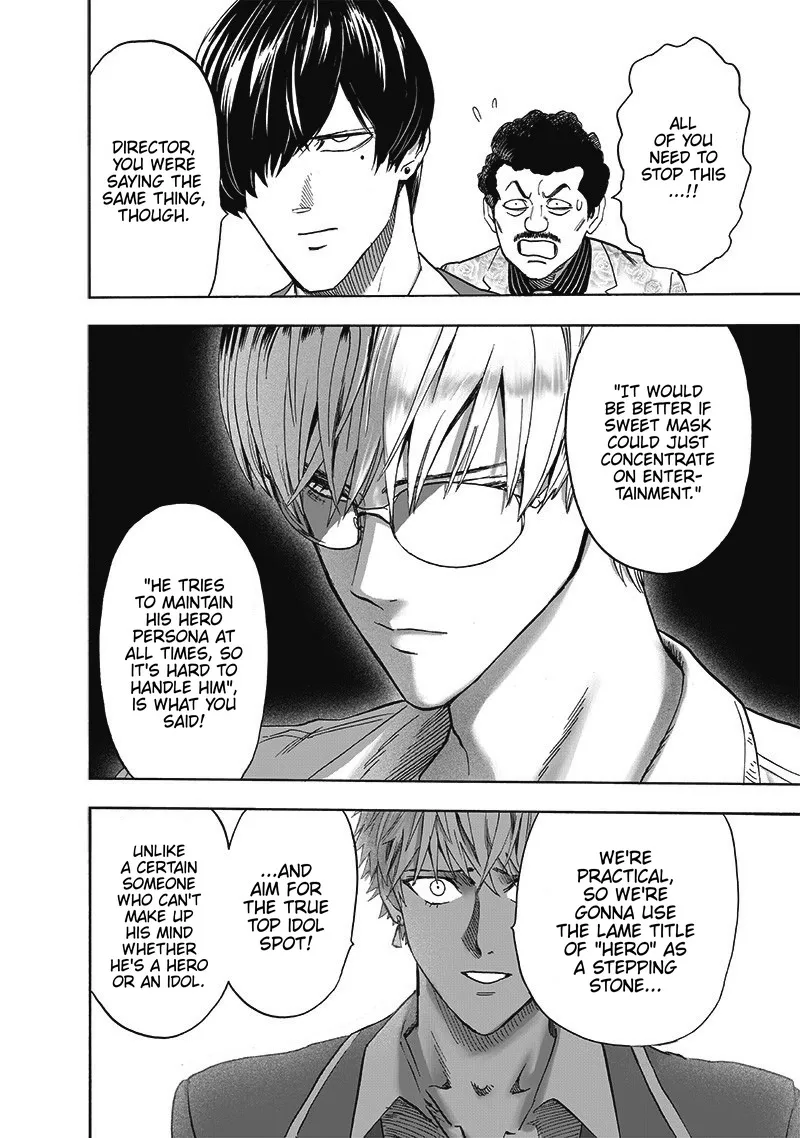 ALL
OF YOU
NEED TO
STOP THIS
...!!
DIRECTOR,
YOU WERE
SAYING THE
SAME THING,
THOUGH.
"IT WOULD
BE BETTER IF
SWEET MASK
COULD JUST
CONCENTRATE
ON ENTER-
TAINMENT."
"HE TRIES
TO MAINTAIN
HIS HERO
PERSONA AT
ALL TIMES, SO
IT'S HARD TO
HANDLE HIM",
IS WHAT YOU
SAID!
WE'RE
PRACTICAL,
SO WE'RE
GONNA USE
THE LAME TITLE
OF "HERO" AS
A STEPPING
STONE...
...AND
AIM FOR
THE TRUE
TOP IDOL
SPOT!
UNLIKE
A CERTAIN
SOMEONE
WHO CAN'T
MAKE UP
HIS MIND
WHETHER
HE'S A HERO
OR AN IDOL.